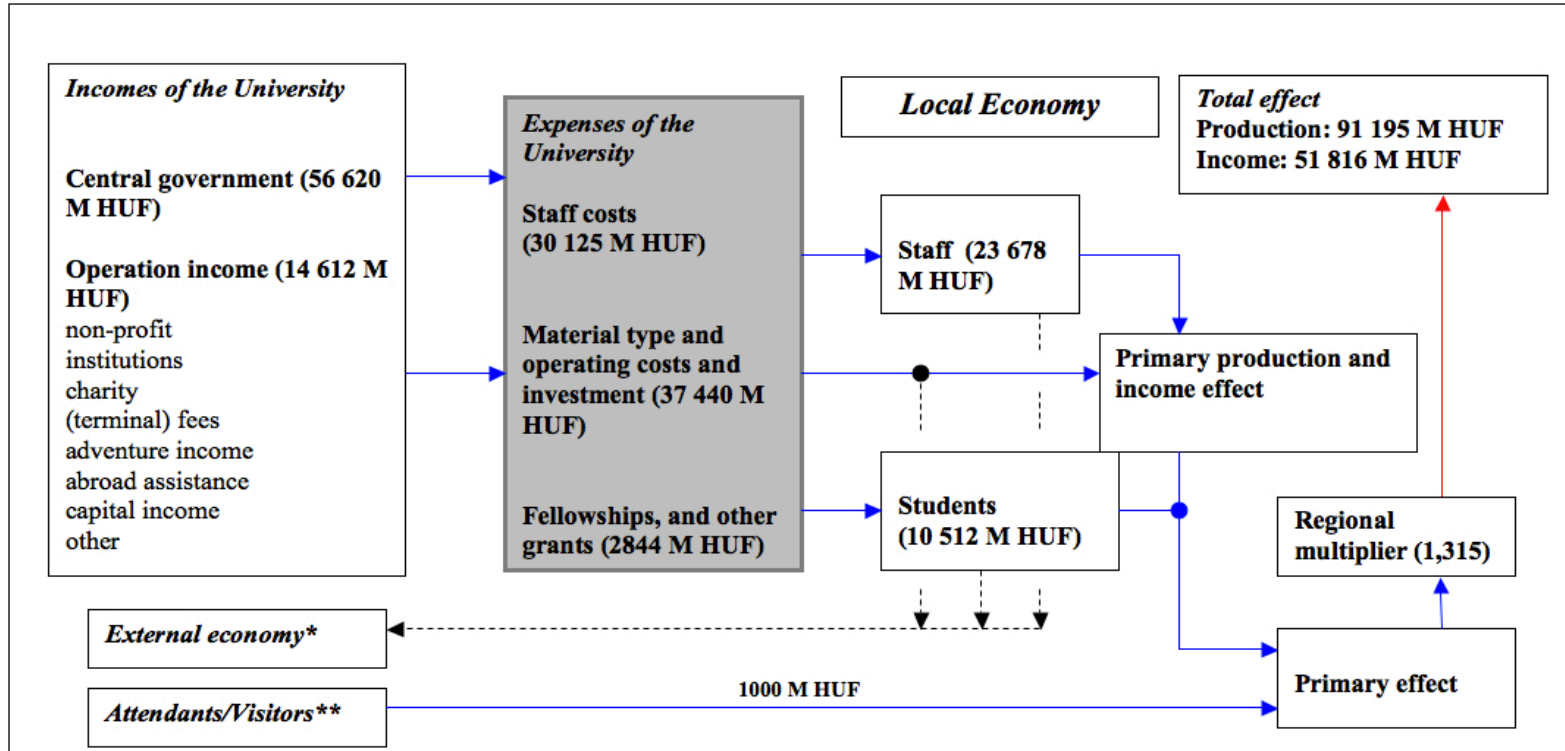 Incomes of the University
Central government (56 620
M HUF)
Operation income (14 612 M
HUF)
non-profit
institutions
charity
(terminal) fees
adventure income
abroad assistance
capital income
other
Expenses of the
University
Staff costs
(30 125 M HUF)
Material type and
operating costs and
investment (37 440 M
HUF)
Fellowships, and other
grants (2844 M HUF)
Local Economy
Staff (23 678
M HUF)
Students
(10 512 M HUF)
Primary production and
income effect
Total effect
Production: 91 195 M HUF
Income: 51 816 M HUF
Regional
multiplier (1,315)
Primary effect
External economy*
Attendants/Visitors**
1000 M HUF